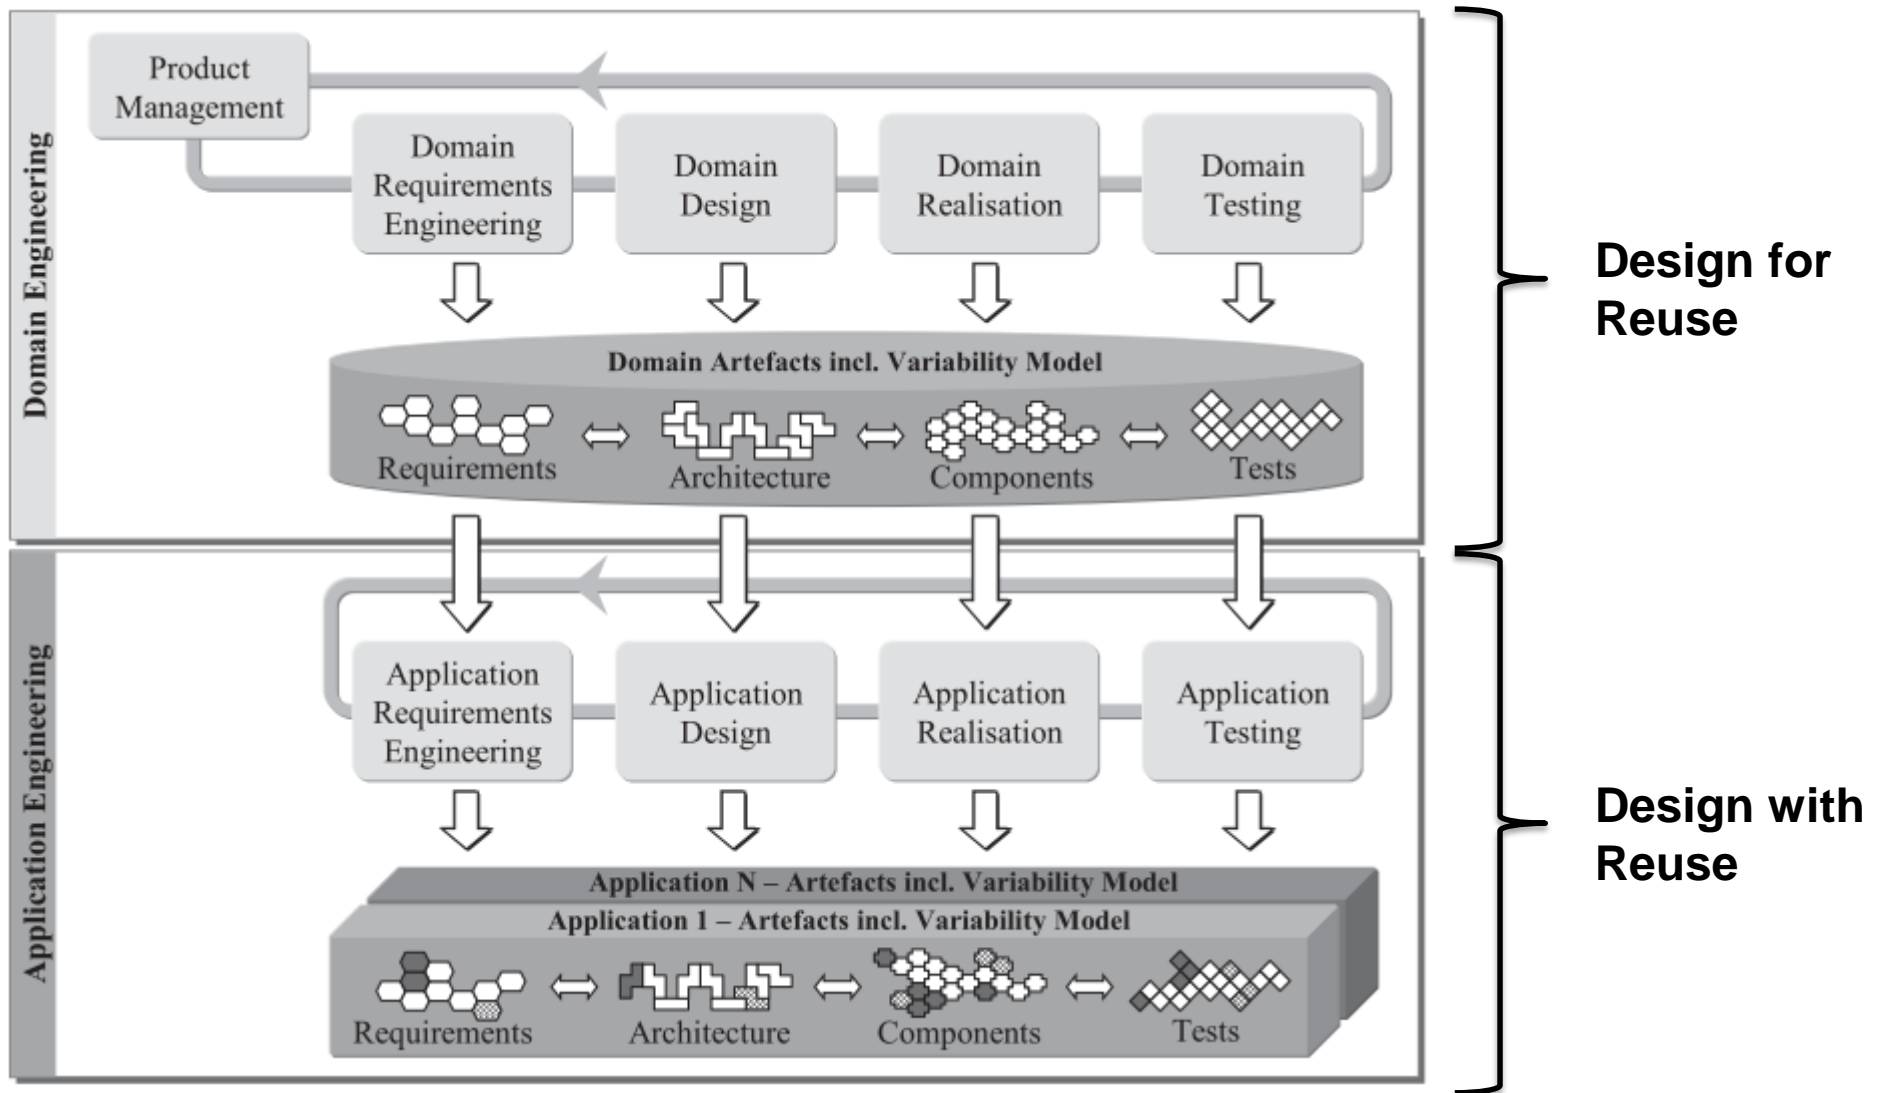 Domain Engineering
Product
Management
Domain
Requirements
Engineering
Domain
Design
Domain
Realisation
Domain
Testing
Domain Artefacts incl. Variability Model
Requirements
Architecture
Components
Tests
Design for
Reuse
Application Engineering
Application
Requirements
Engineering
Application
Design
Application
Realisation
Application
Testing
Application N – Artefacts incl. Variability Model
Application 1 – Artefacts incl. Variability Model
Requirements
Architecture
Components
Tests
Design with
Reuse